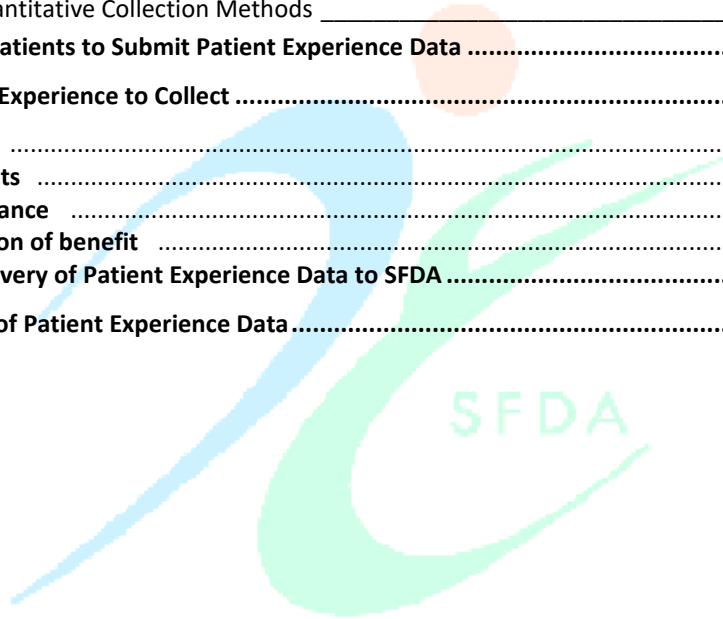 antitative Collection Methods
atients to Submit Patient Experience Data
Experience to Collect
ts
ance
on of benefit
very of Patient Experience Data to SFDA
of Patient Experience Data
SFDA